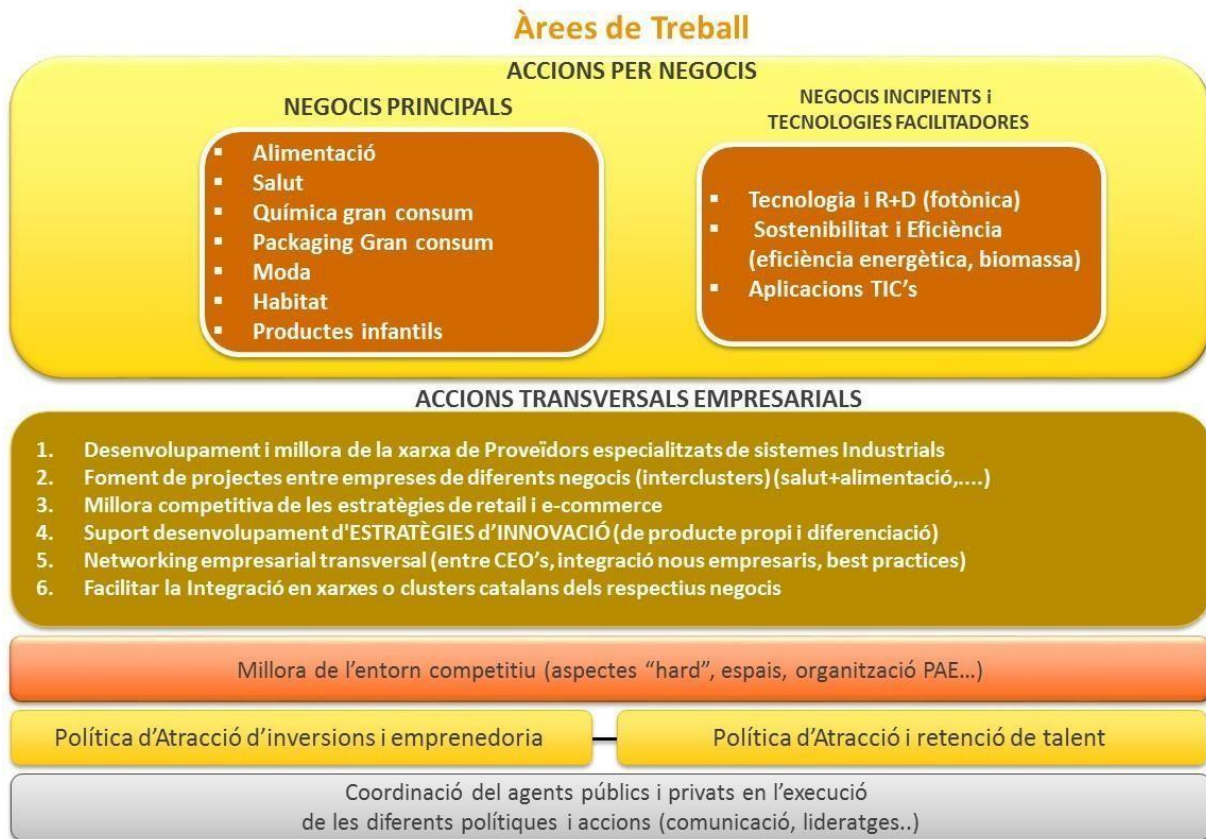 Àrees de Treball
ACCIONS PER NEGOCIS
NEGOCIS PRINCIPALS
▪ Alimentació
▪ Salut
▪ Química gran consum
▪ Packaging Gran consum
▪ Moda
▪ Habitat
▪ Productes infantils
NEGOCIS INCIPIENTS i
TECNOLOGIES FACILITADORES
▪ Tecnologia i R+D (fotònica)
▪ Sostenibilitat i Eficiència
(eficiència energètica, biomassa)
▪ Aplicacions TIC’s
ACCIONS TRANSVERSALS EMPRESARIALS
1. Desenvolupament i millora de la xarxa de Proveïdors especialitzats de sistemes Industrials
2. Foment de projectes entre empreses de diferents negocis (interclusters) (salut+alimentació,....)
3. Millora competitiva de les estratègies de retail i e-commerce
4. Suport desenvolupament d'ESTRATÈGIES d’INNOVACIÓ (de producte propi i diferenciació)
5. Networking empresarial transversal (entre CEO’s, integració nous empresaris, best practices)
6. Facilitar la Integració en xarxes o clusters catalans dels respectius negocis
Millora de l’entorn competitiu (aspectes “hard”, espais, organització PAE…)
Política d’Atracció d’inversions i emprenedoria
Política d’Atracció i retenció de talent
Coordinació del agents públics i privats en l’execució
de les diferents polítiques i accions (comunicació, lideratges..)